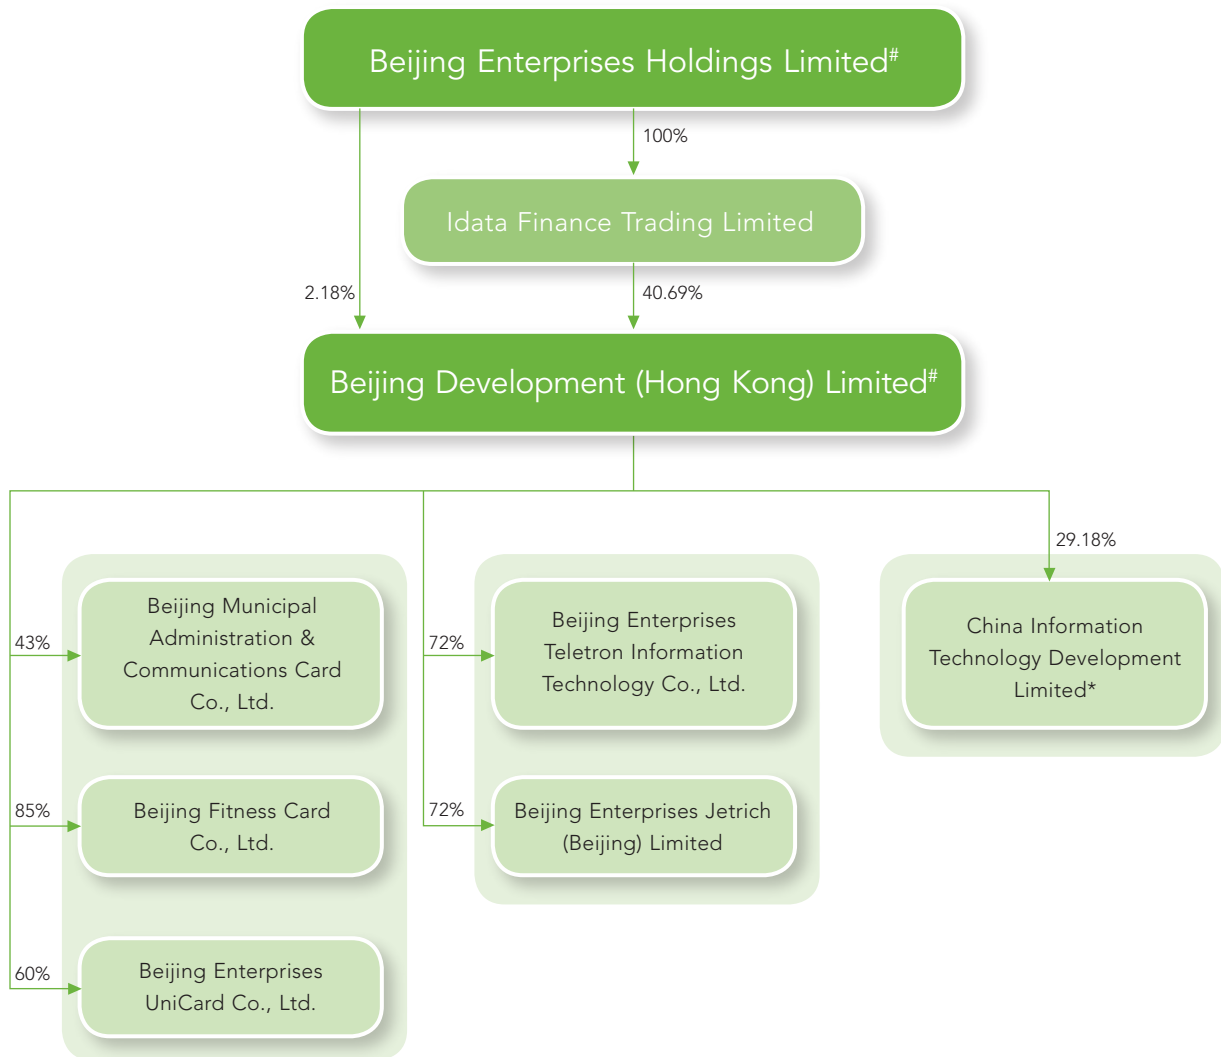 Beijing Enterprises Holdings Limited#
100%
Idata Finance Trading Limited
2.18%
40.69%
Beijing Development (Hong Kong) Limited#
43%
Beijing Municipal
Administration &
Communications Card
Co., Ltd.
85%
Beijing Fitness Card
Co., Ltd.
60%
Beijing Enterprises
UniCard Co., Ltd.
72%
Beijing Enterprises
Teletron Information
Technology Co., Ltd.
72%
Beijing Enterprises Jetrich
(Beijing) Limited
29.18%
China Information
Technology Development
Limited*